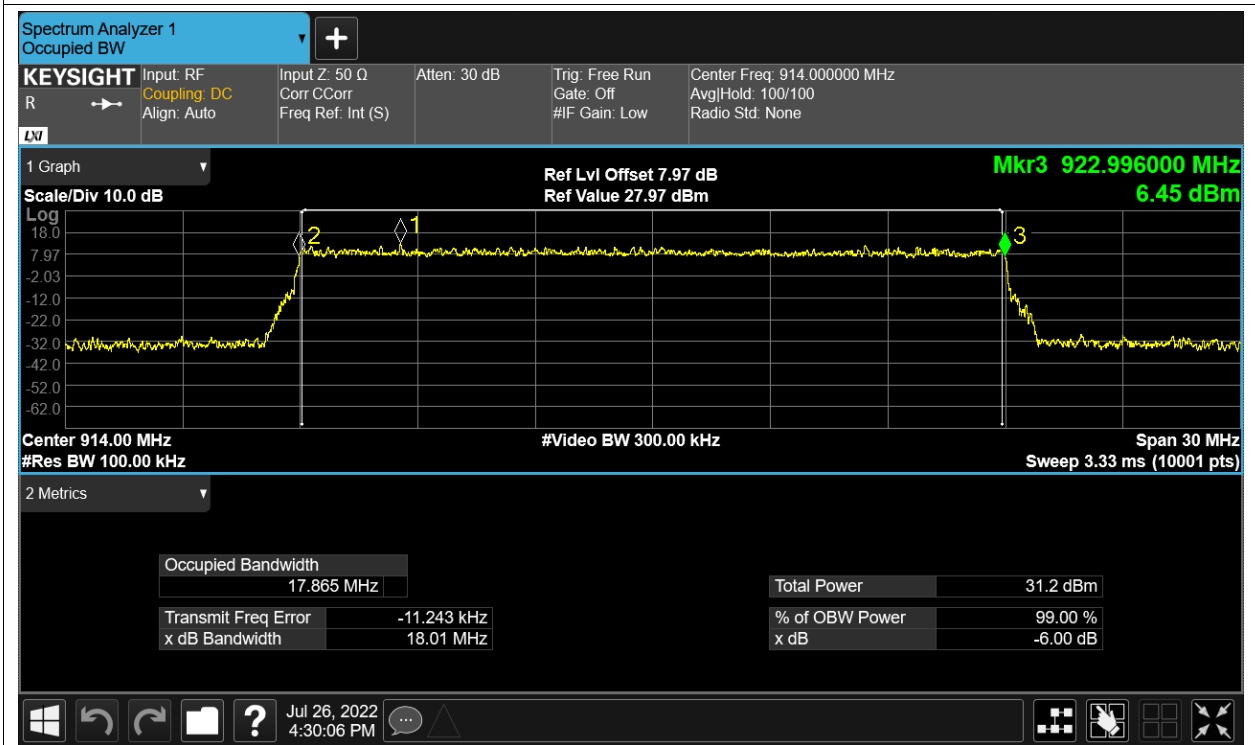 Spectrum Analyzer 1
Occupied BW
+
KEYSIGHT
R
LXI
Input: RF
Coupling: DC
Align: Auto
Input Z: 50 Ω
Corr CCorr
Freq Ref: Int (S)
Atten: 30 dB
Trig: Free Run
Gate: Off
#IF Gain: Low
Center Freq: 914.000000 MHz
Avg|Hold: 100/100
Radio Std: None
1 Graph
Scale/Div 10.0 dB
Ref Lvl Offset 7.97 dB
Ref Value 27.97 dBm
Mkr3 922.996000 MHz
6.45 dBm
Log
18.0
7.97
-2.03
-12.0
-22.0
-32.0
-42.0
-52.0
-62.0
2
1
3
Center 914.00 MHz
#Res BW 100.00 kHz
#Video BW 300.00 kHz
Span 30 MHz
Sweep 3.33 ms (10001 pts)
2 Metrics
Occupied Bandwidth
17.865 MHz
Transmit Freq Error -11.243 kHz
x dB Bandwidth 18.01 MHz
Total Power 31.2 dBm
% of OBW Power 99.00 %
x dB -6.00 dB
?
Jul 26, 2022
4:30:06 PM